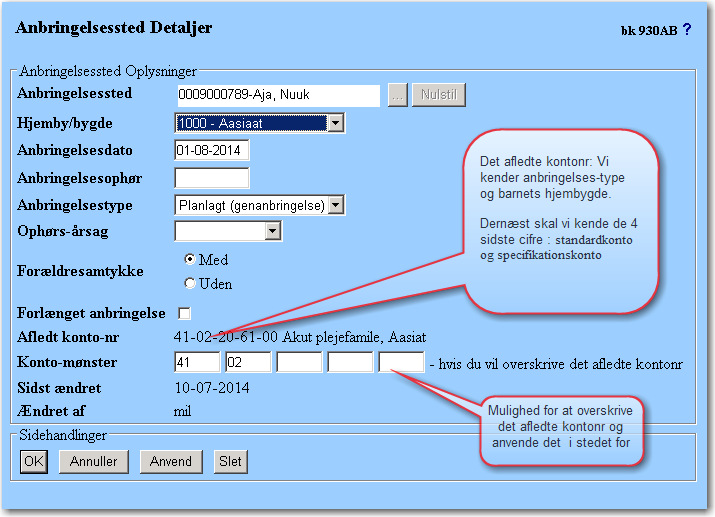 Anbringelsessted Detaljer
bk 930AB ?
Anbringelsessted Oplysninger
Anbringelsessted 0009000789-Aja, Nuuk ... Nulstil
Hjemby/bygde 1000 - Aasiaat
Anbringelsesdato 01-08-2014
Anbringelsesophør
Anbringelsestype Planlagt (genanbringelse)
Ophørs-årsag
Forældresamtykke Med
Uden
Forlænget anbringelse
Afledt konto-nr 41-02-20-61-00 Akut plejefamile, Aasiat
Konto-mønster 41 02 - hvis du vil overskrive det afledte kontonr
Sidst ændret 10-07-2014
Ændret af mil
Det afledte kontonr: Vi
kender anbringelses-type
og barnets hjembygde.
Dernæst skal vi kende de 4
sidste cifre : standardkonto
og specifikationskonto
Mulighed for at overskrive
det afledte kontonr og
anvende det i stedet for
Sidehandlinger
OK Annuller Anvend Slet